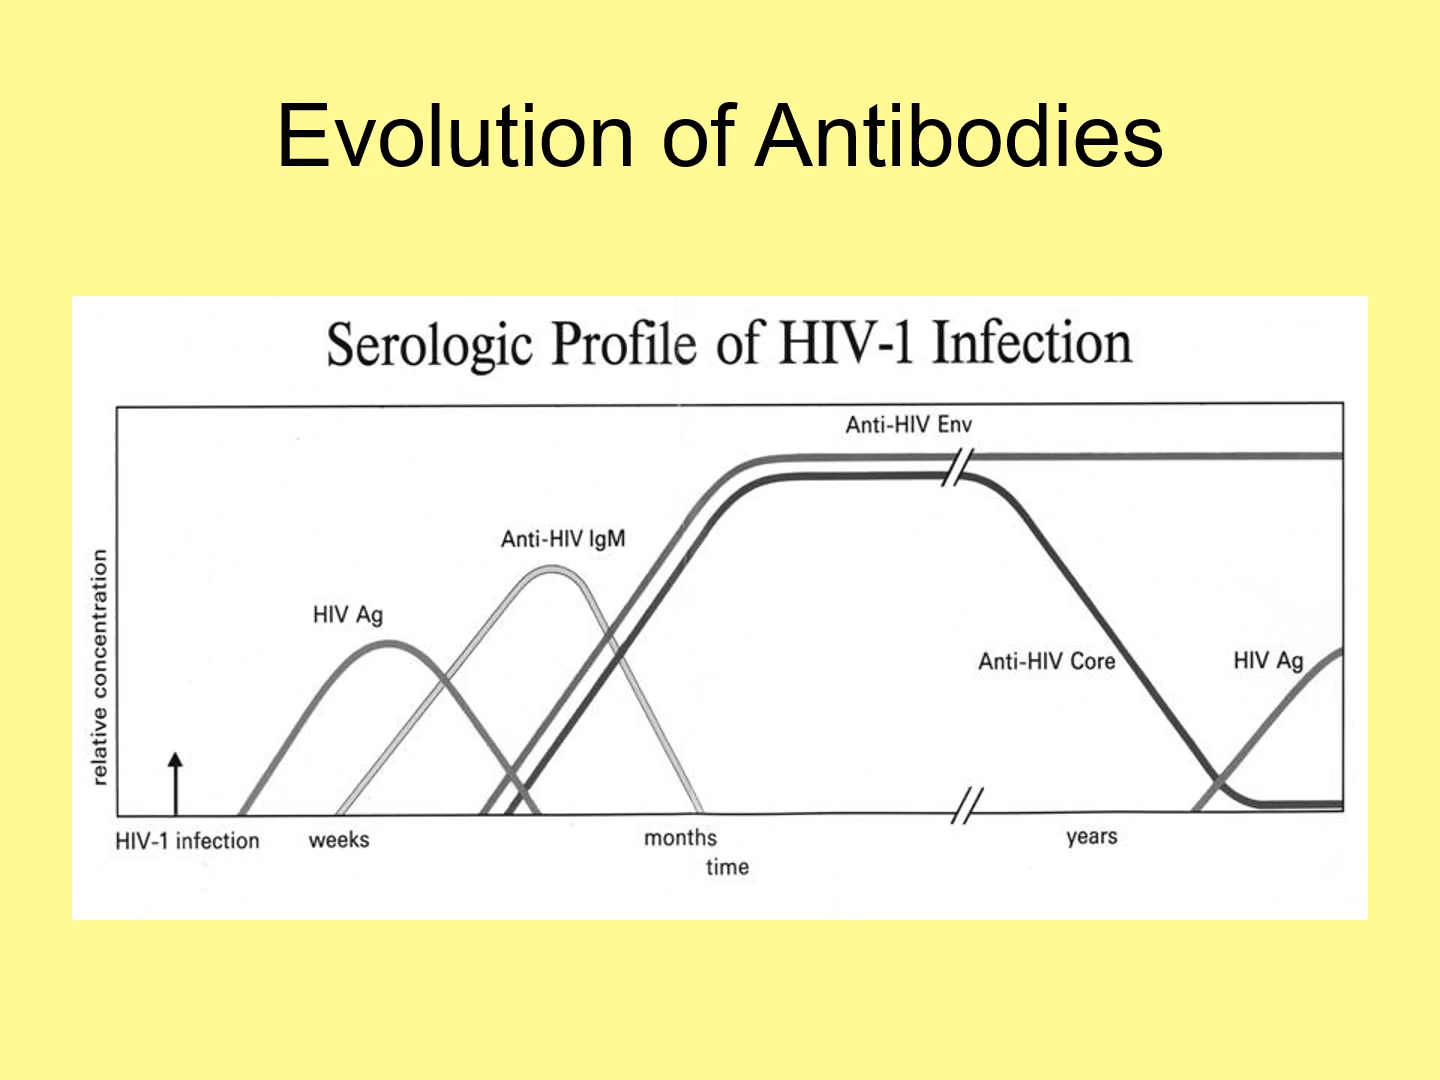 Evolution of Antibodies
Serologic Profile of HIV-1 Infection
Anti-HIV Env
Anti-HIV IgM
HIV Ag
Anti-HIV Core
HIV Ag
relative concentration
HIV-1 infection
weeks
months
years
time